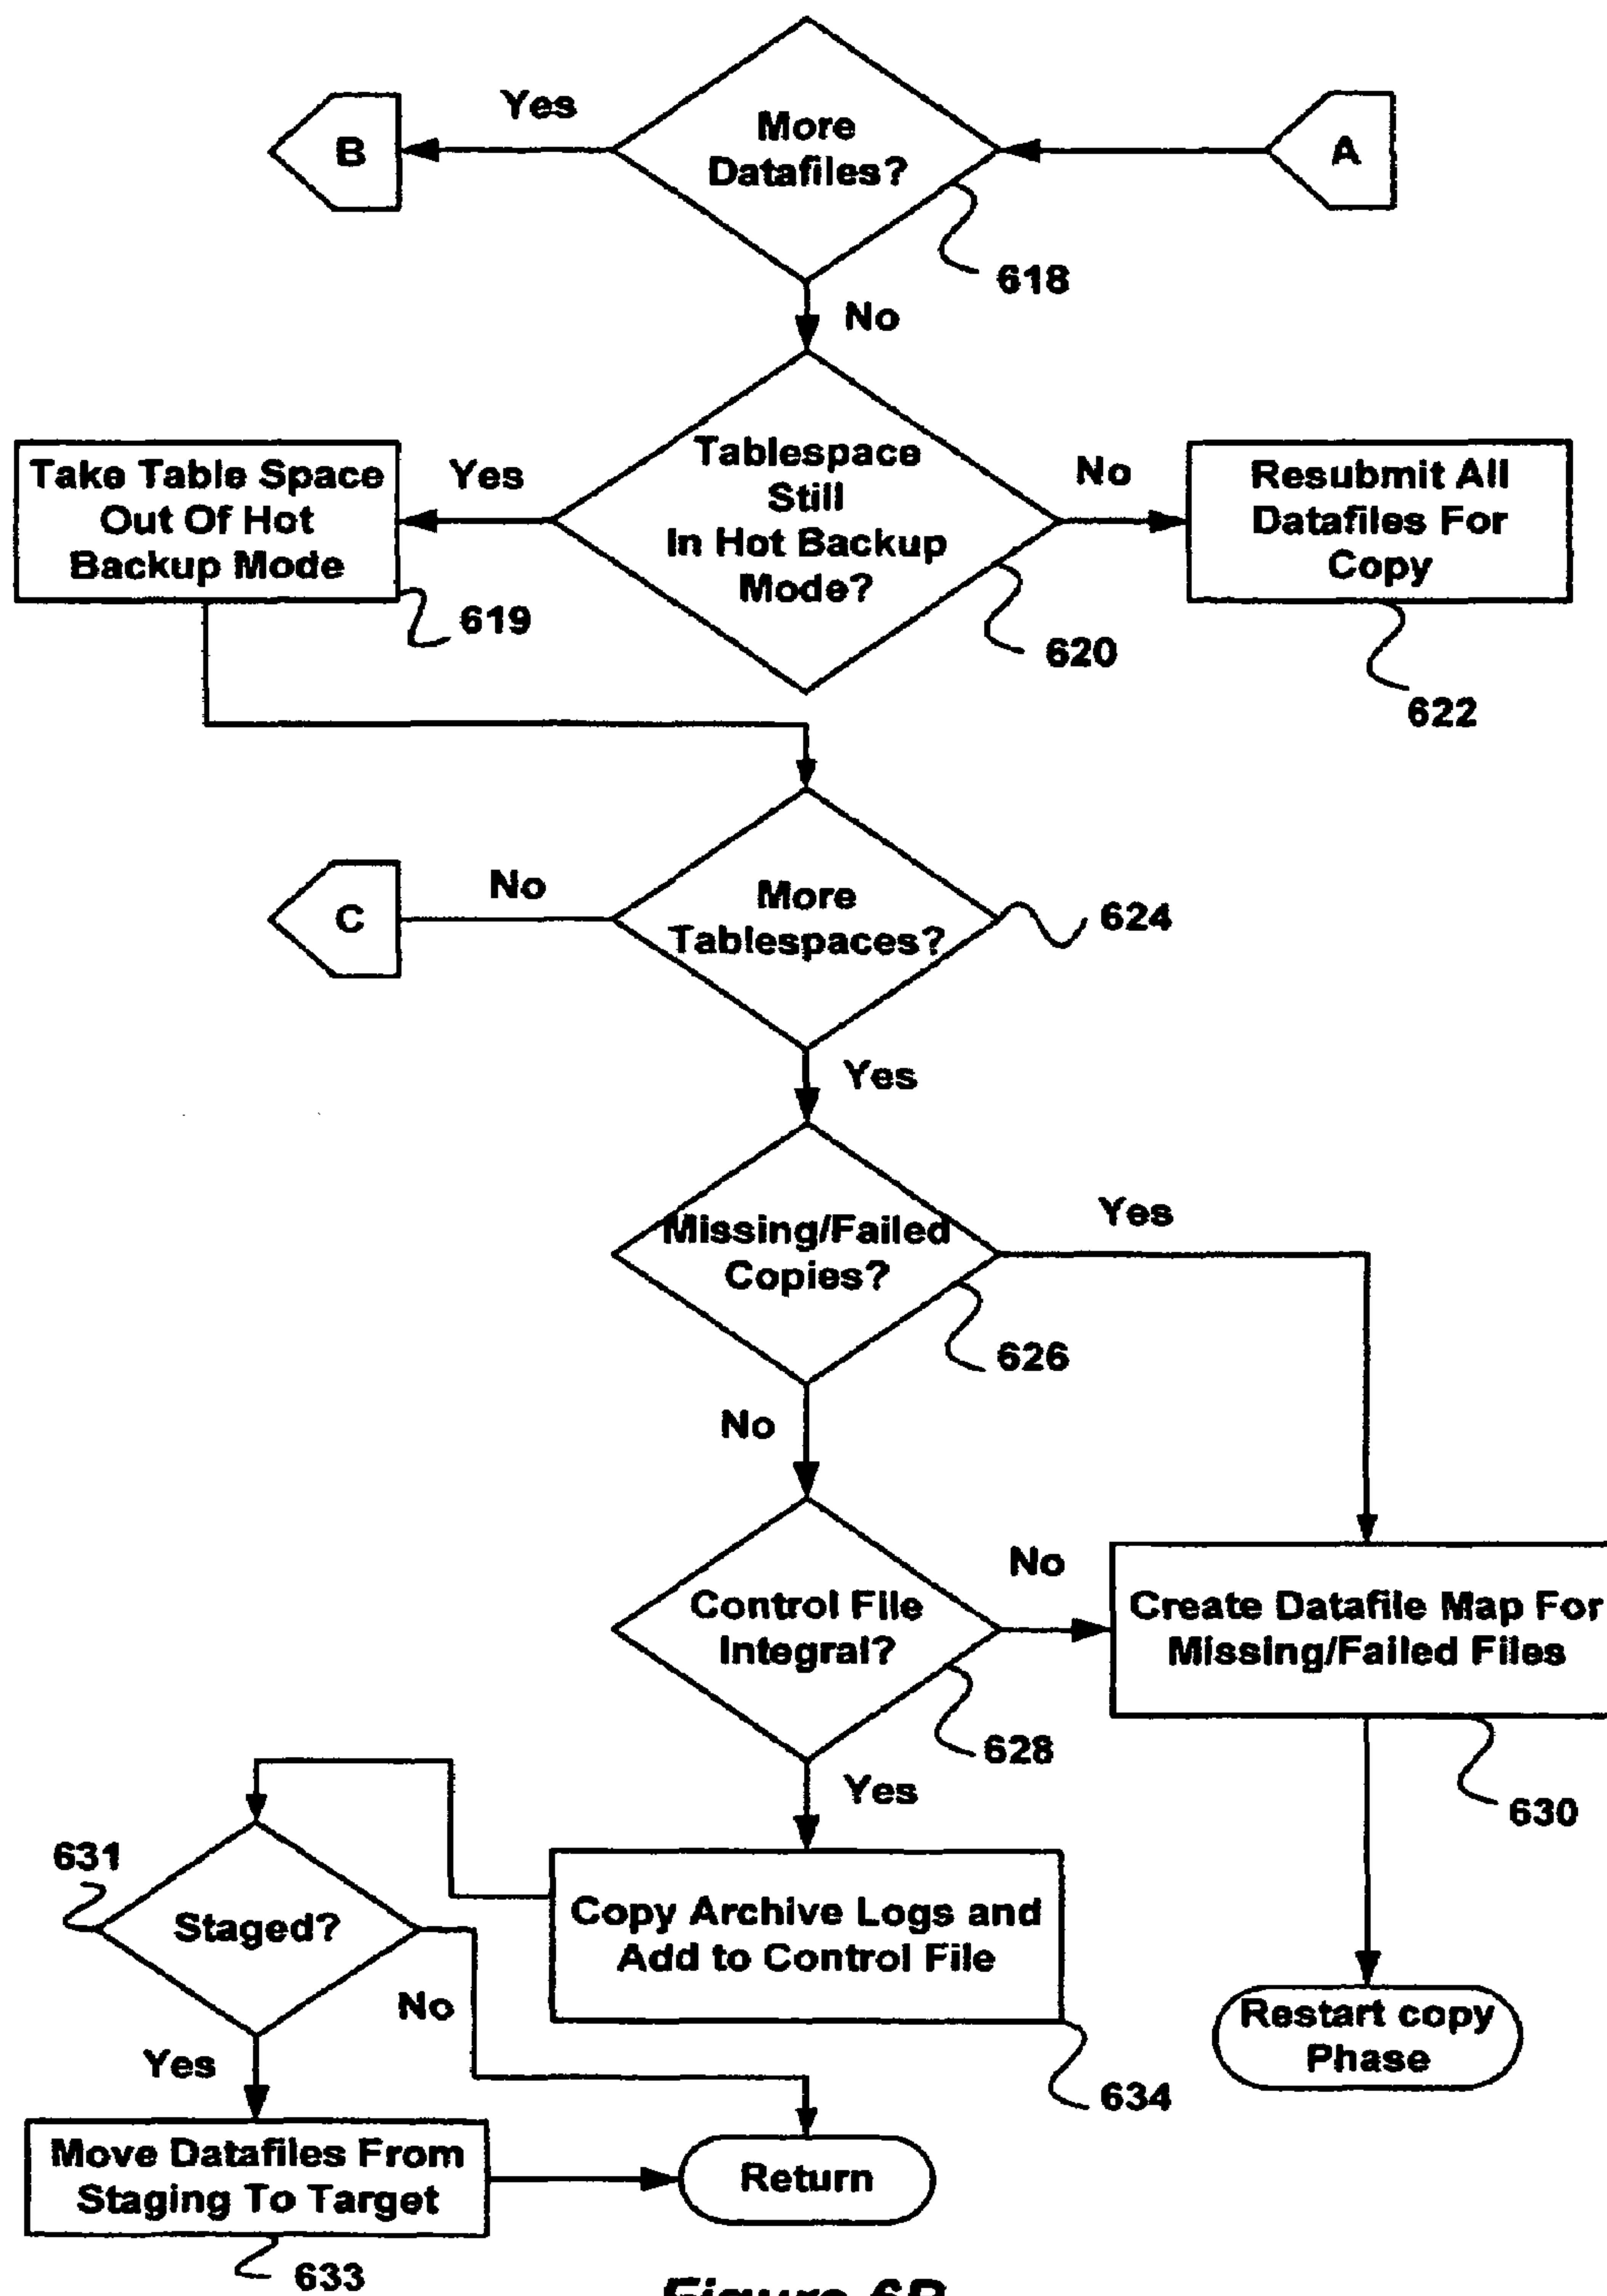 Yes
B
More
Datafiles?
A
618
No
Take Table Space
Out Of Hot
Backup Mode
Yes
Tablespace
Still
In Hot Backup
Mode?
No
Resubmit All
Datafiles For
Copy
619
620
622
C
No
More
Tablespaces?
624
Yes
Missing/Failed
Copies?
Yes
626
No
Control File
Integral?
No
Create Datafile Map For
Missing/Failed Files
628
630
Yes
631
Staged?
Copy Archive Logs and
Add to Control File
No
634
Restart copy
Phase
Yes
Move Datafiles From
Staging To Target
Return
633
Figure 6B